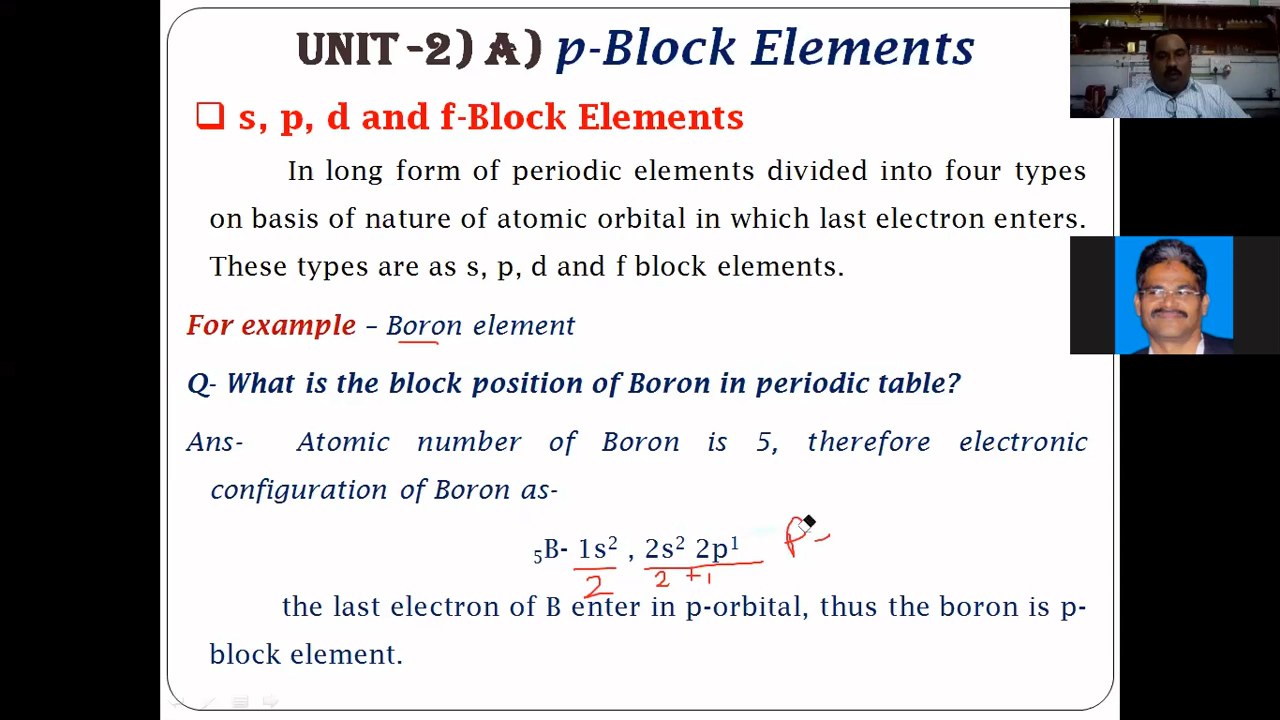 UNIT -2) A) p-Block Elements
❑ s, p, d and f-Block Elements
In long form of periodic elements divided into four types
on basis of nature of atomic orbital in which last electron enters.
These types are as s, p, d and f block elements.
For example – Boron element
Q- What is the block position of Boron in periodic table?
Ans- Atomic number of Boron is 5, therefore electronic
configuration of Boron as-
₅B- 1s² , 2s² 2p¹ p-
2 2 +1
the last electron of B enter in p-orbital, thus the boron is p-
block element.